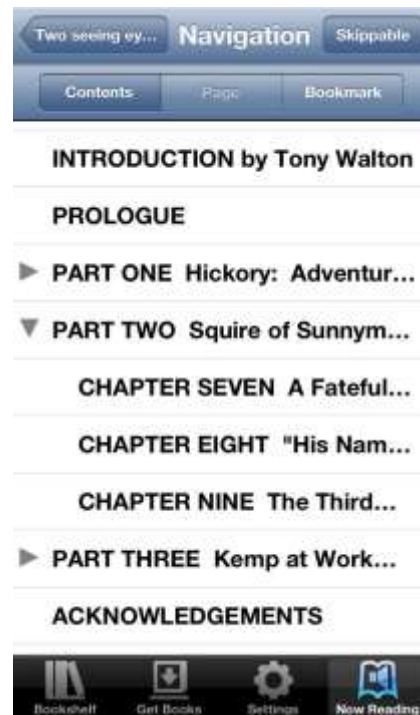 Two seeing ey...
Navigation
Skippable
Contents
Page
Bookmark
INTRODUCTION by Tony Walton
PROLOGUE
PART ONE Hickory: Adventur...
PART TWO Squire of Sunnym...
CHAPTER SEVEN A Fateful...
CHAPTER EIGHT "His Nam...
CHAPTER NINE The Third...
PART THREE Kemp at Work...
ACKNOWLEDGEMENTS
Bookshelf
Get Books
Settings
Now Reading